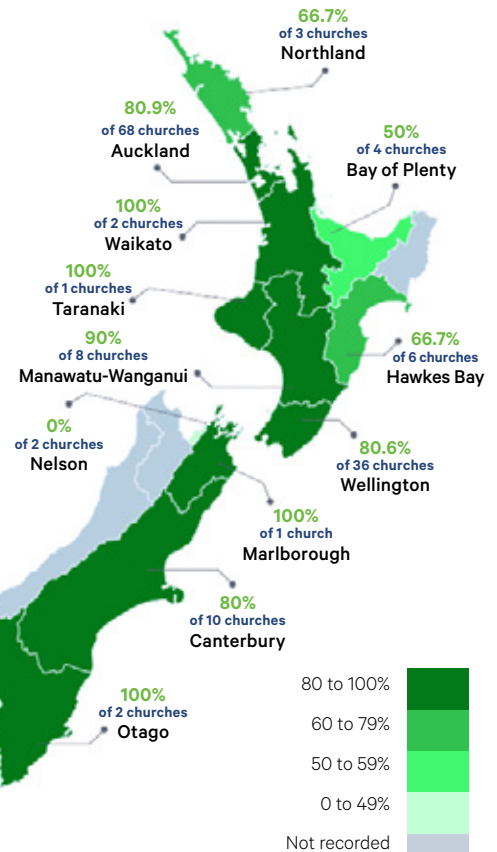 66.7%
of 3 churches
Northland
80.9%
of 68 churches
Auckland
50%
of 4 churches
Bay of Plenty
100%
of 2 churches
Waikato
100%
of 1 churches
Taranaki
90%
of 8 churches
Manawatu-Wanganui
66.7%
of 6 churches
Hawkes Bay
0%
of 2 churches
Nelson
80.6%
of 36 churches
Wellington
100%
of 1 church
Marlborough
80%
of 10 churches
Canterbury
100%
of 2 churches
Otago
80 to 100%
60 to 79%
50 to 59%
0 to 49%
Not recorded